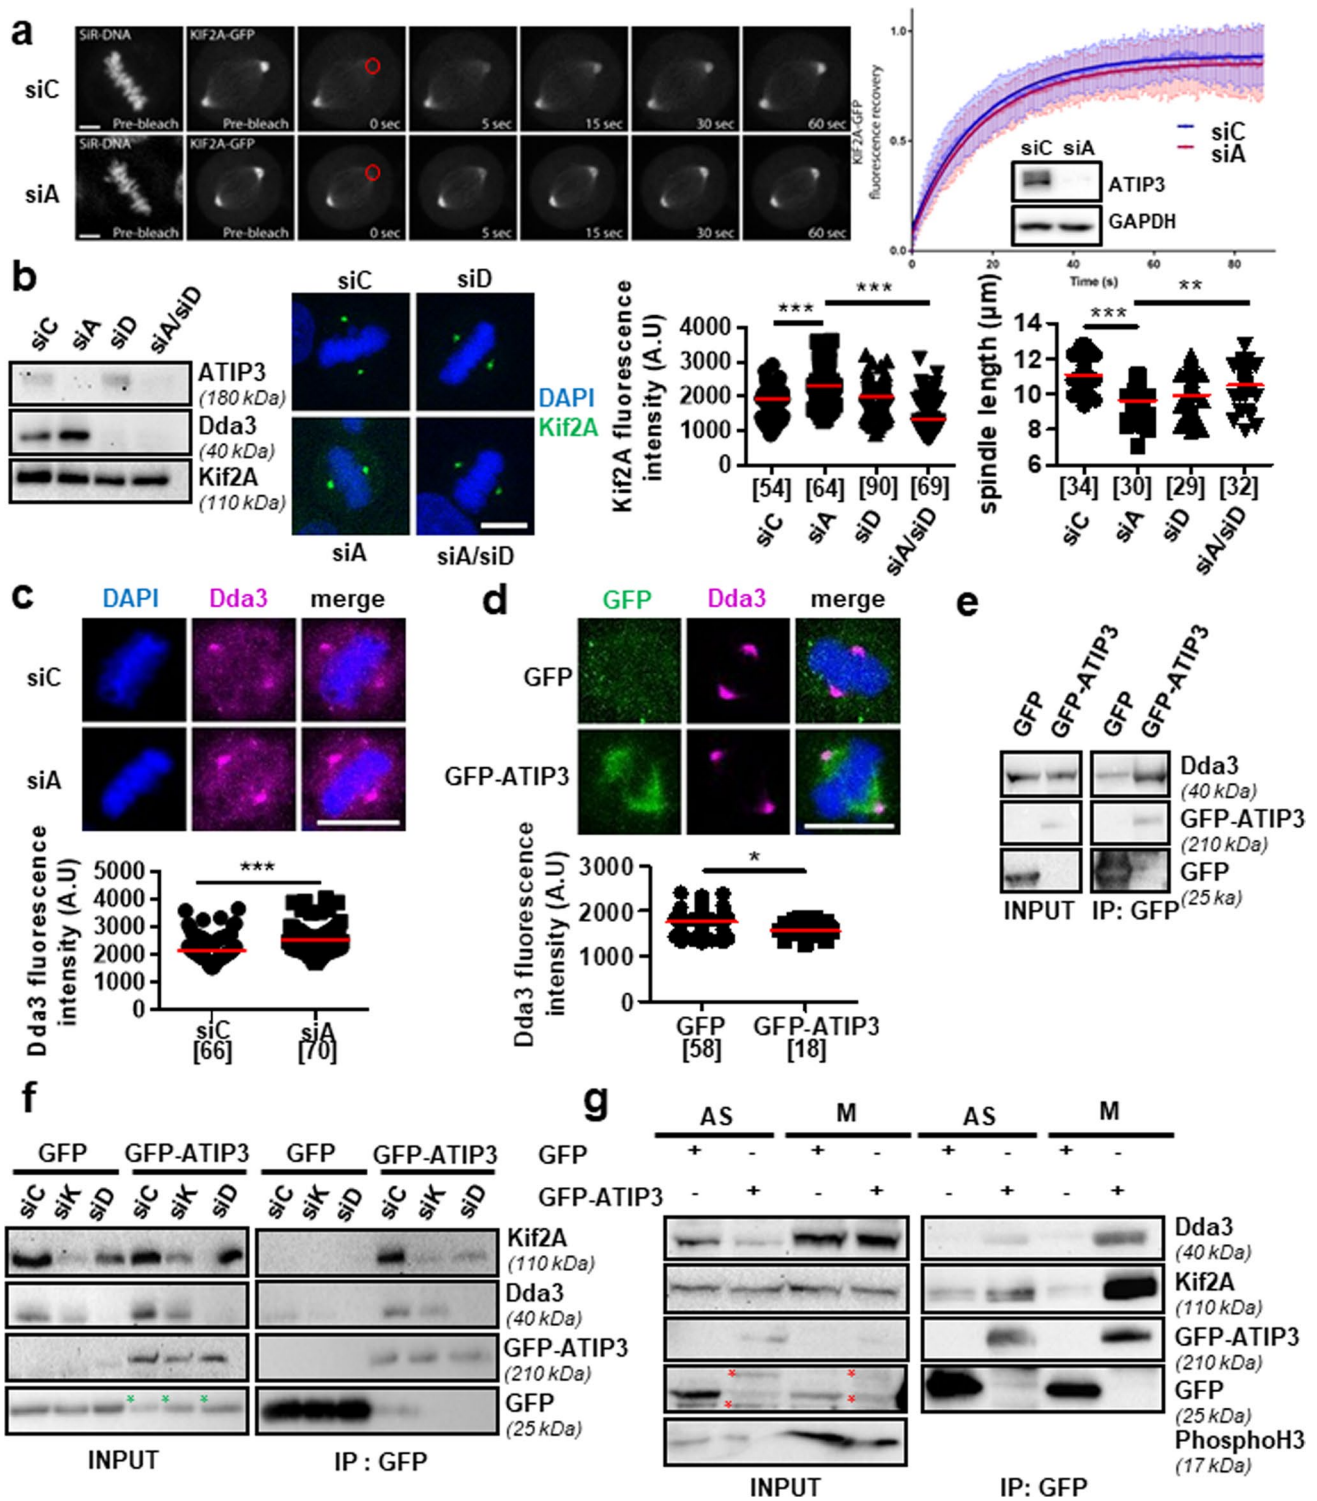 a
SiR-DNA KIF2A-GFP
siC
Pre-bleach Pre-bleach 0 sec 5 sec 15 sec 30 sec 60 sec
SiR-DNA KIF2A-GFP
siA
Pre-bleach Pre-bleach 0 sec 5 sec 15 sec 30 sec 60 sec
KIF2A-GFP
fluorescence recovery
1.0
0.5
0.0
0 20 40 60 80
Time (s)
siC
siA
siC siA
ATIP3
GAPDH
b
siC siA siD siA/siD
ATIP3
(180 kDa)
Dda3
(40 kDa)
Kif2A
(110 kDa)
siC siD
DAPI
Kif2A
siA siA/siD
Kif2A fluorescence
intensity (A.U)
*** ***
4000
3000
2000
1000
0
[54] [64] [90] [69]
siC siA siD siA/siD
spindle length (µm)
*** **
14
12
10
8
6
[34] [30] [29] [32]
siC siA siD siA/siD
c
DAPI Dda3 merge
siC
siA
Dda3 fluorescence
intensity (A.U)
***
5000
4000
3000
2000
1000
0
siC siA
[66] [70]
d
GFP Dda3 merge
GFP
GFP-ATIP3
Dda3 fluorescence
intensity (A.U)
*
3000
2000
1000
0
GFP GFP-ATIP3
[58] [18]
e
GFP GFP-ATIP3 GFP GFP-ATIP3
Dda3
(40 kDa)
GFP-ATIP3
(210 kDa)
GFP
(25 ka)
INPUT IP: GFP
f
GFP GFP-ATIP3 GFP GFP-ATIP3
siC siK siD siC siK siD siC siK siD siC siK siD
Kif2A
(110 kDa)
Dda3
(40 kDa)
GFP-ATIP3
(210 kDa)
* * *
GFP
(25 kDa)
INPUT IP : GFP
g
AS M AS M
GFP + - + - + - + -
GFP-ATIP3 - + - + - + - +
Dda3
(40 kDa)
Kif2A
(110 kDa)
GFP-ATIP3
(210 kDa)
* *
* *
GFP
(25 kDa)
PhosphoH3
(17 kDa)
INPUT IP: GFP